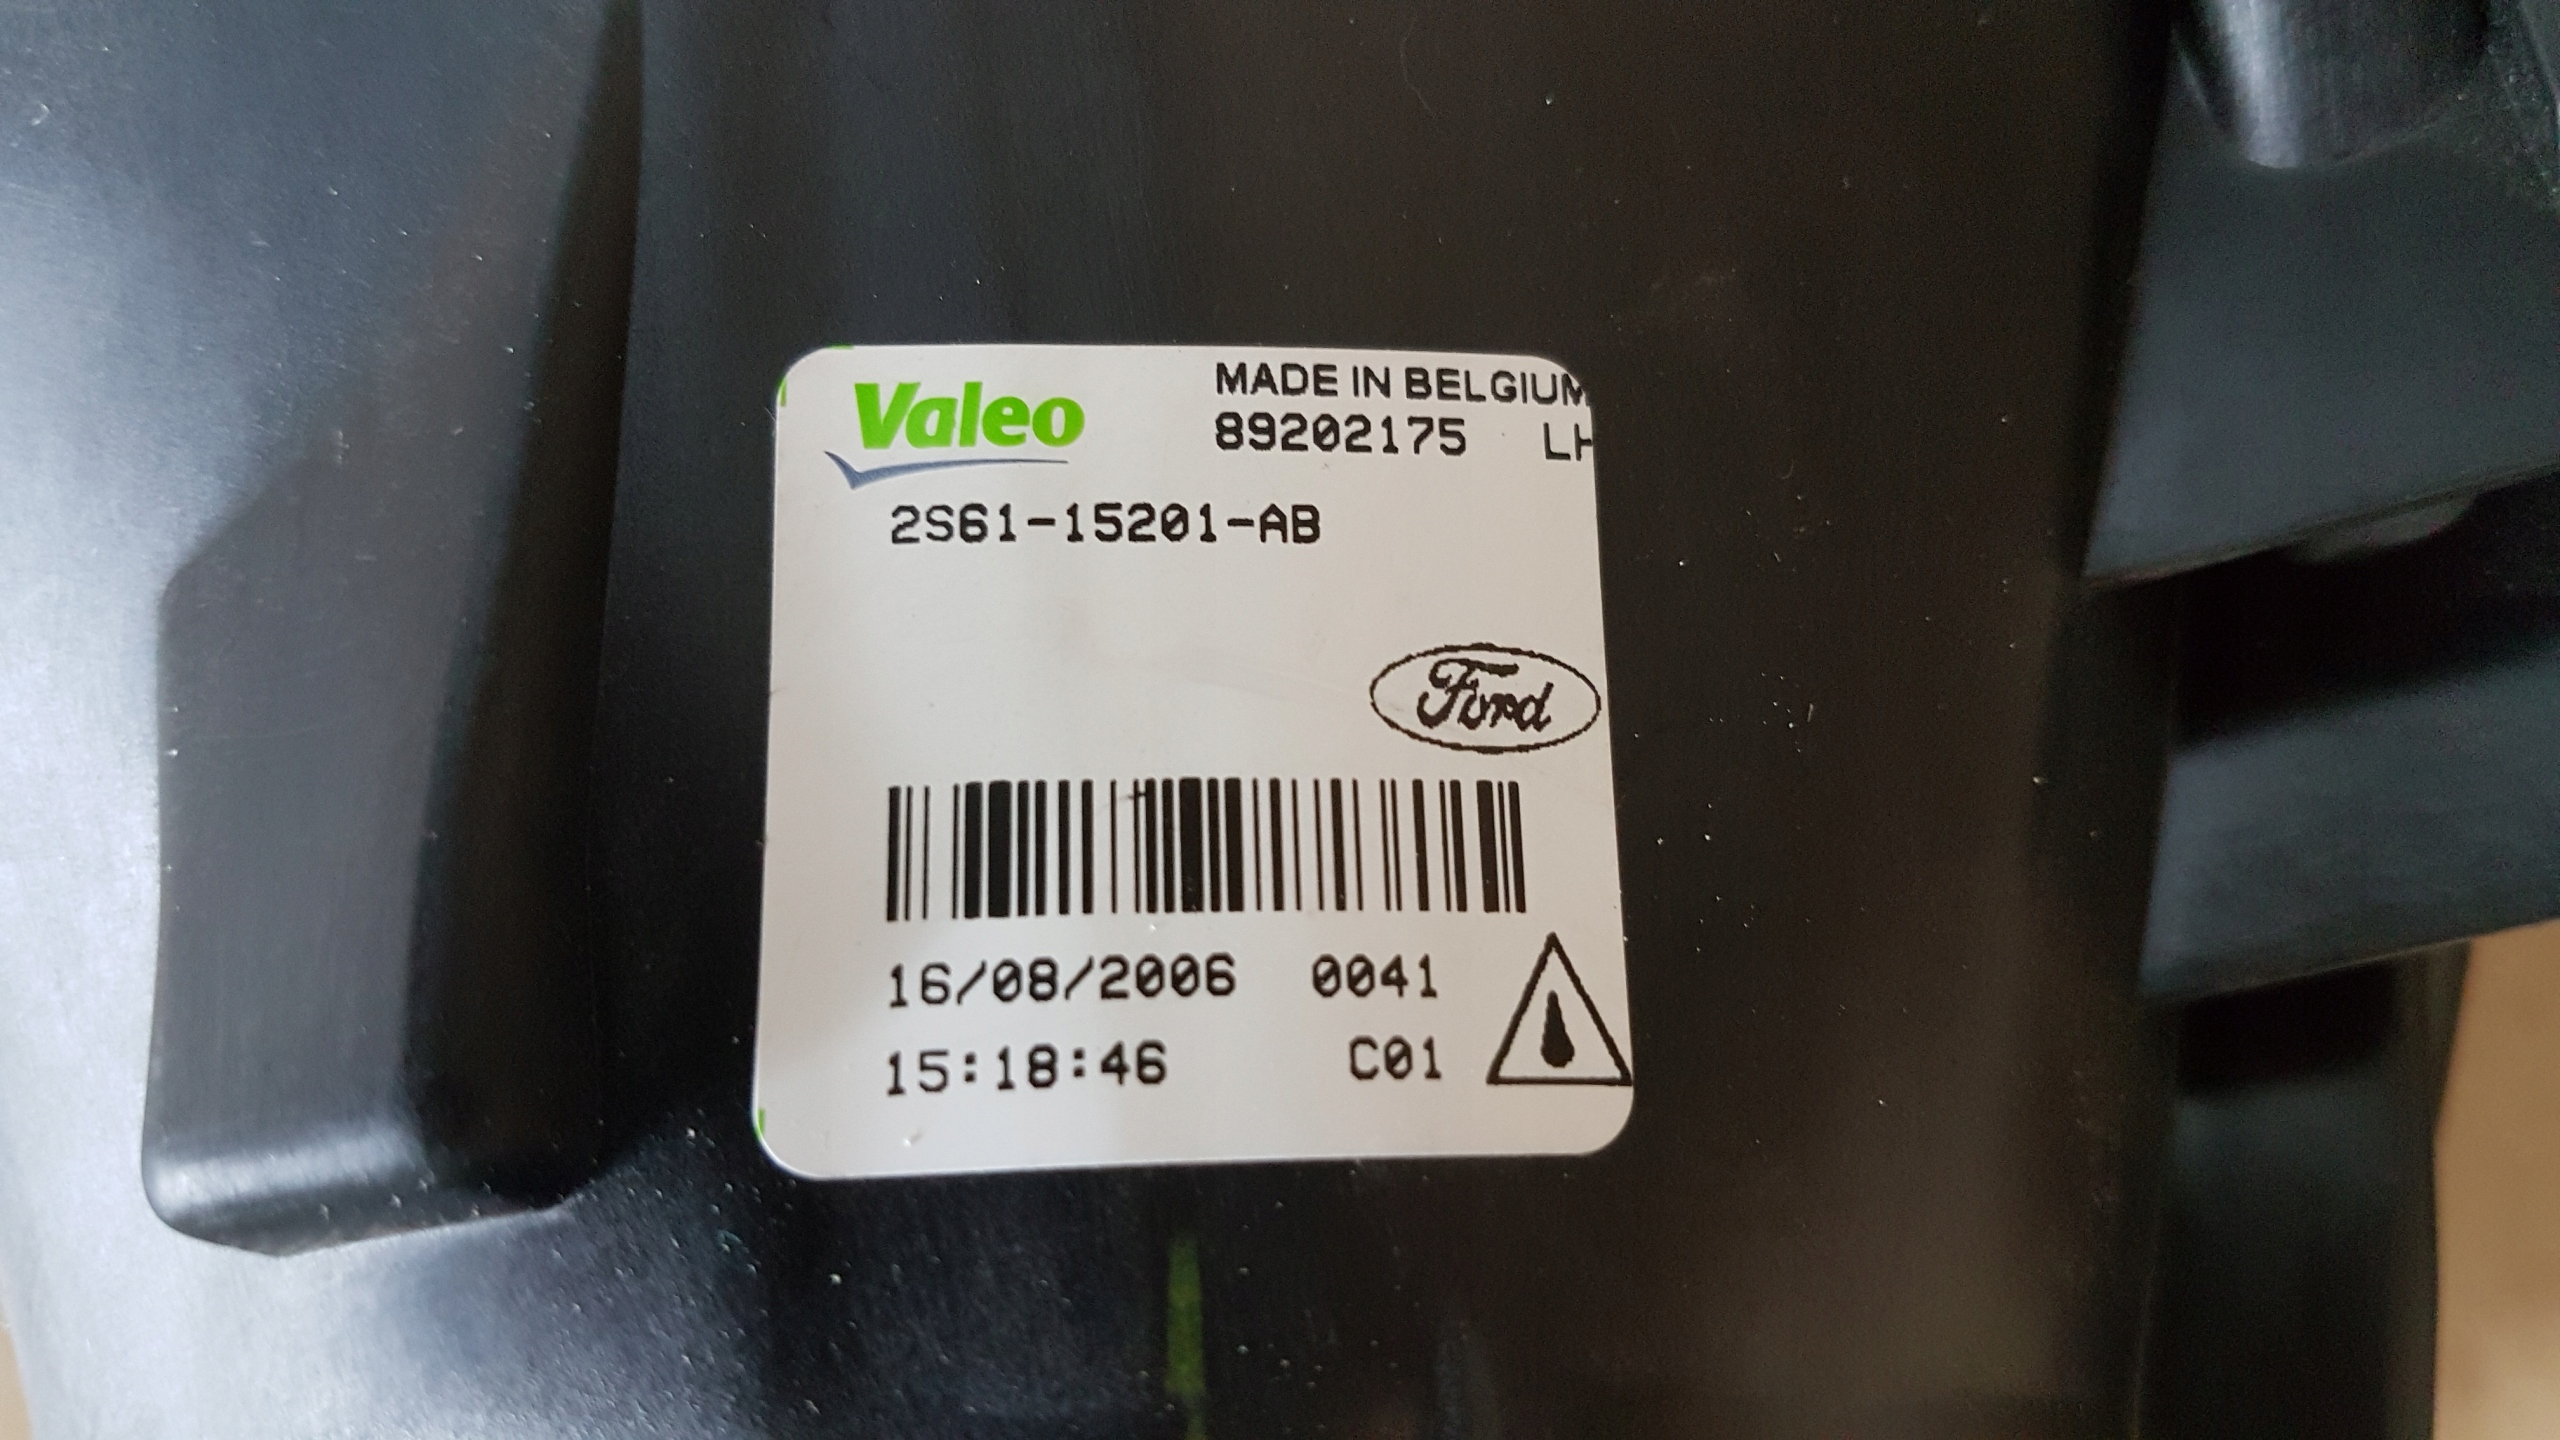 Valeo
MADE IN BELGIUM
89202175 LH
2S61-15201-AB
Ford
16/08/2006 0041
15:18:46 C01